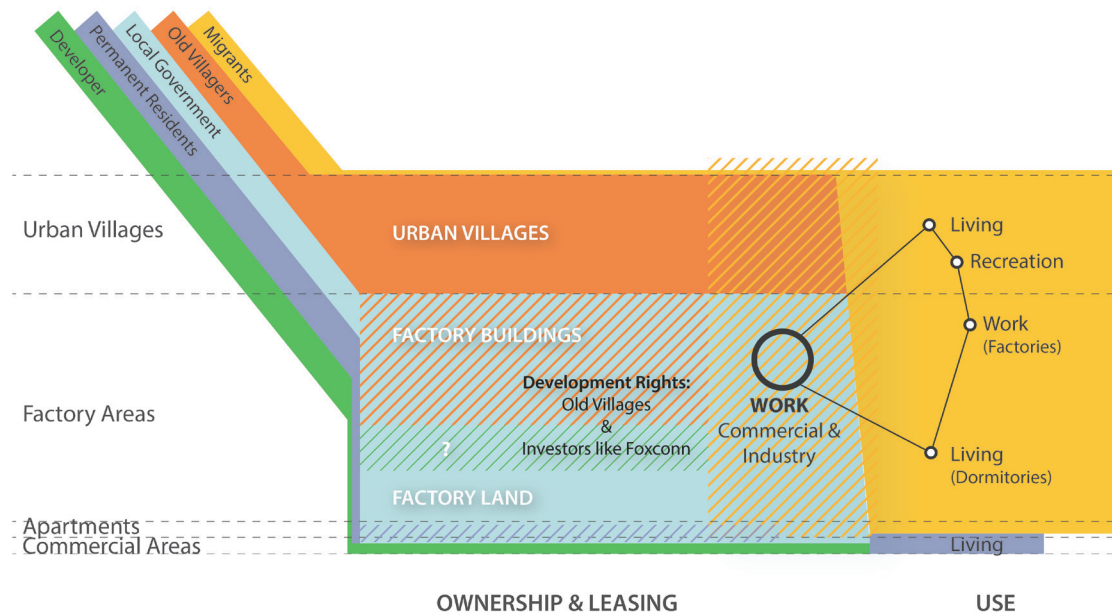 Developer
Permanent Residents
Local Government
Old Villagers
Migrants
Urban Villages
URBAN VILLAGES
Living
Recreation
Work
(Factories)
FACTORY BUILDINGS
Development Rights:
Old Villages
&
Investors like Foxconn
?
WORK
Commercial &
Industry
Factory Areas
Living
(Dormitories)
FACTORY LAND
Apartments
Commercial Areas
Living
OWNERSHIP & LEASING
USE